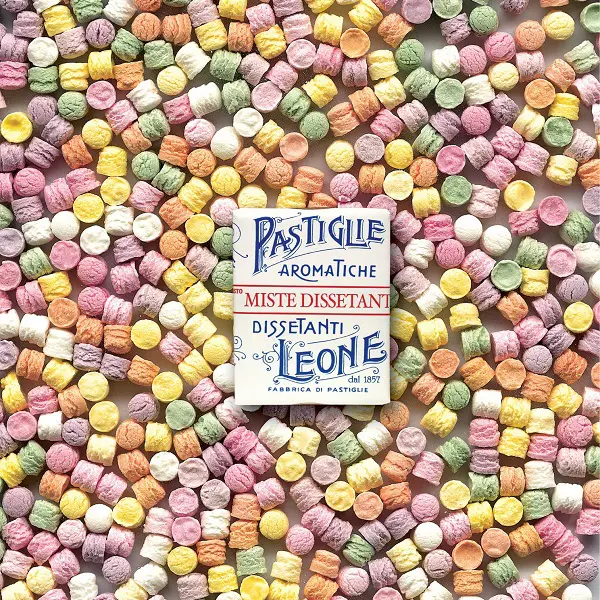 PASTIGLIE
AROMATICHE
MISTE DISSETANT
DISSETANTI
LEONE
dal 1857
FABBRICA DI PASTIGLIE